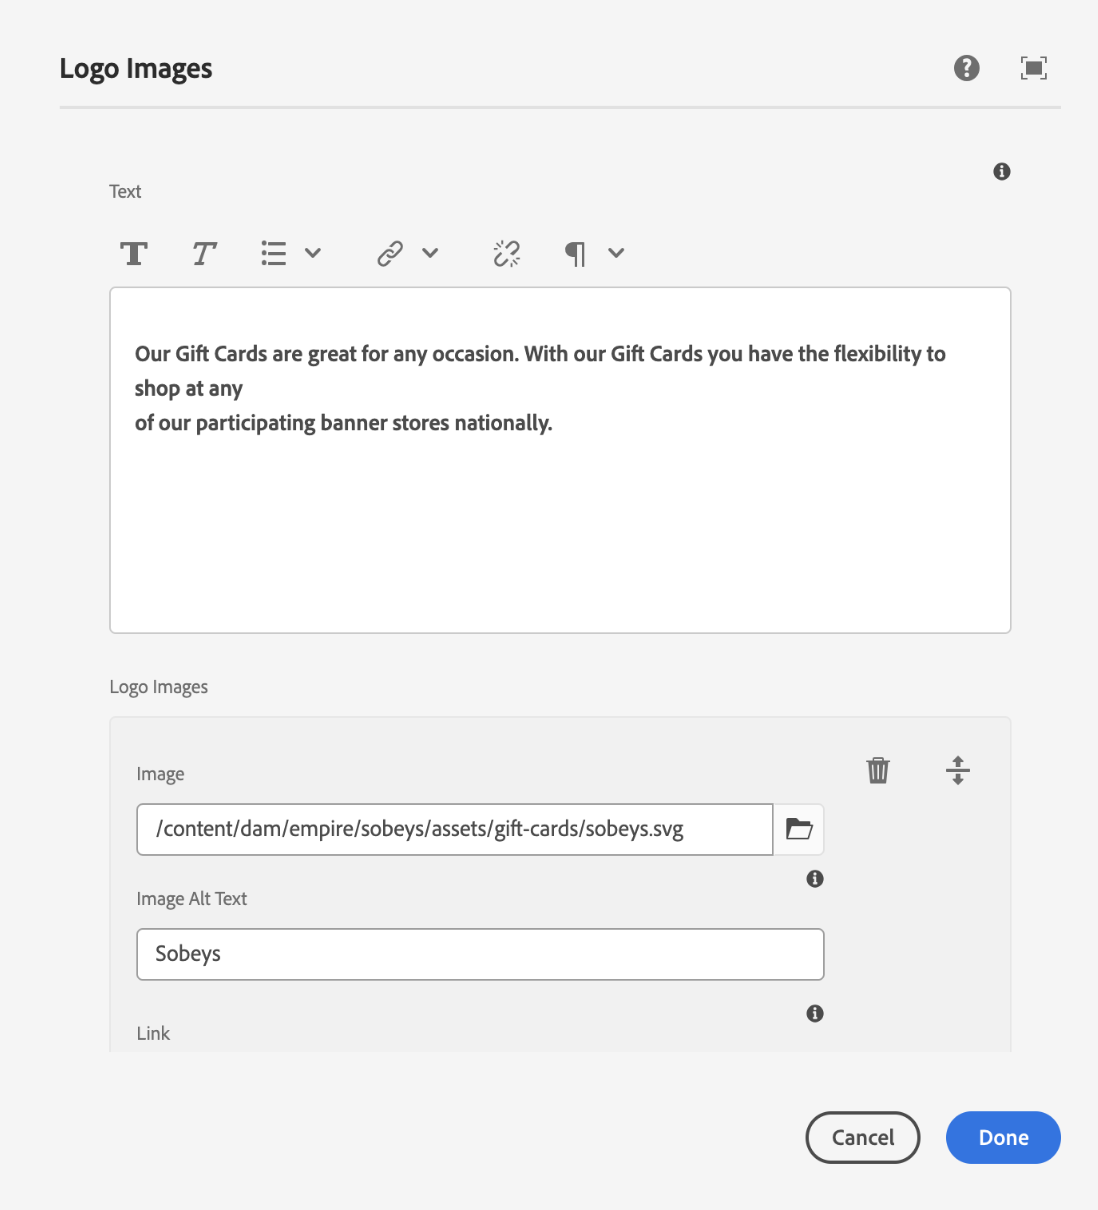 Logo Images
Text
Our Gift Cards are great for any occasion. With our Gift Cards you have the flexibility to
shop at any
of our participating banner stores nationally.
Logo Images
Image
/content/dam/empire/sobeys/assets/gift-cards/sobeys.svg
Image Alt Text
Sobeys
Link
Cancel
Done